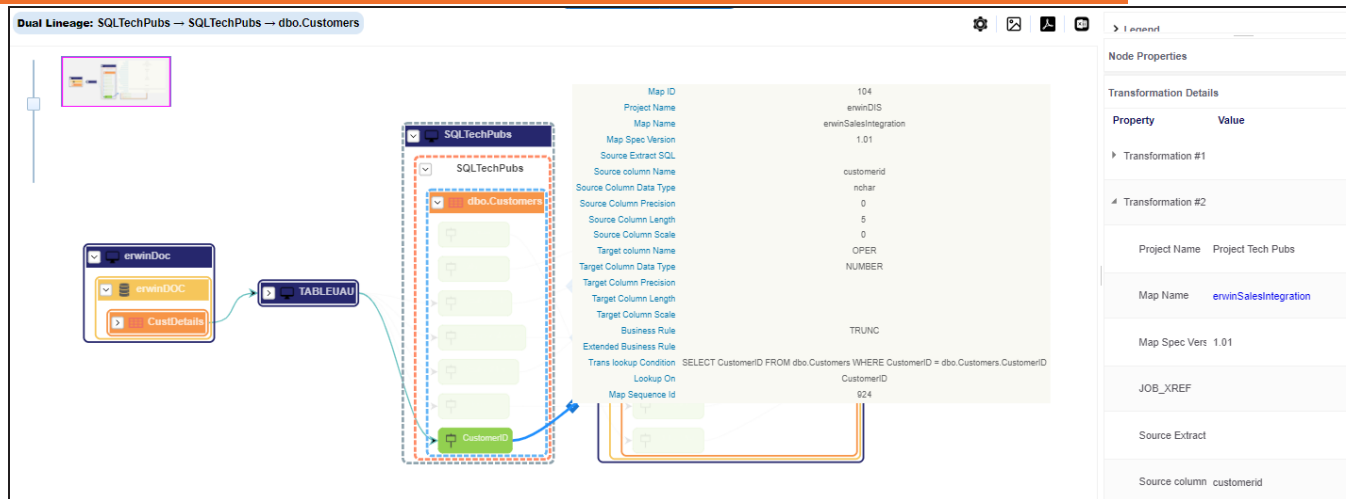 Dual Lineage: SQLTechPubs → SQLTechPubs → dbo.Customers
Legend
Node Properties
Transformation Details
Property Value
Transformation #1
Transformation #2
Project Name Project Tech Pubs
Map Name erwinSalesIntegration
Map Spec Vers 1.01
JOB_XREF
Source Extract
Source column customerid
erwinDoc
erwinDOC
CustDetails
TABLEUAU
SQLTechPubs
SQLTechPubs
dbo.Customers
CustomerID
Map ID 104
Project Name erwinDIS
Map Name erwinSalesIntegration
Map Spec Version 1.01
Source Extract SQL
Source column Name customerid
Source Column Data Type nchar
Source Column Precision 0
Source Column Length 5
Source Column Scale 0
Target column Name OPER
Target Column Data Type NUMBER
Target Column Precision
Target Column Length
Target Column Scale
Business Rule TRUNC
Extended Business Rule
Trans lookup Condition SELECT CustomerID FROM dbo.Customers WHERE CustomerID = dbo.Customers.CustomerID
Lookup On CustomerID
Map Sequence Id 924